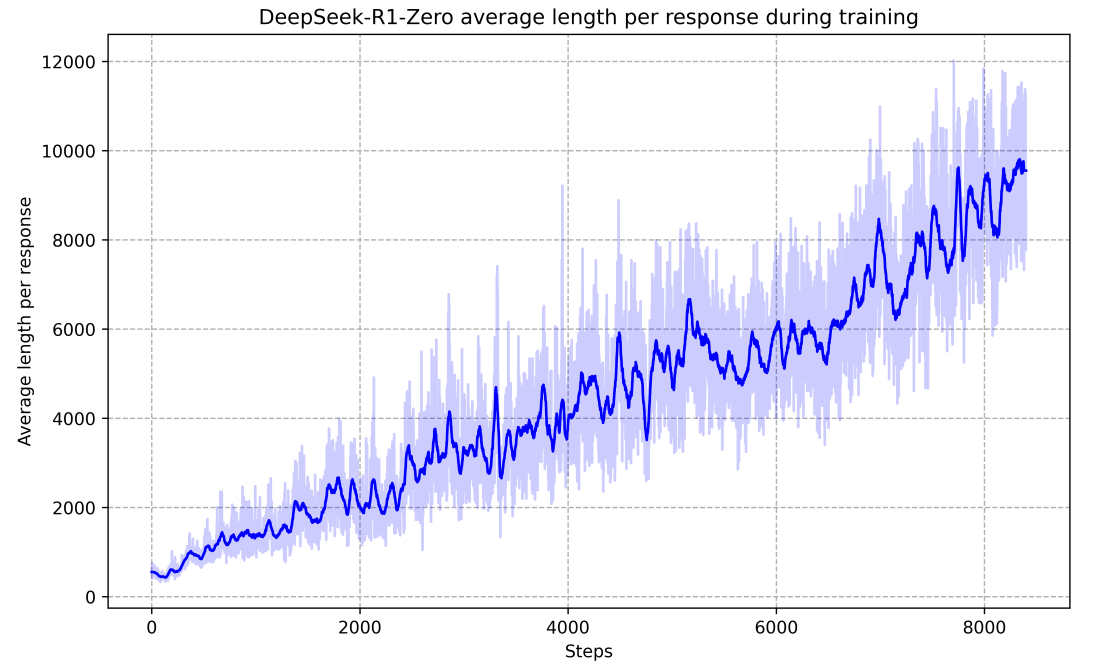 DeepSeek-R1-Zero average length per response during training
Average length per response
12000
10000
8000
6000
4000
2000
0
0 2000 4000 6000 8000
Steps